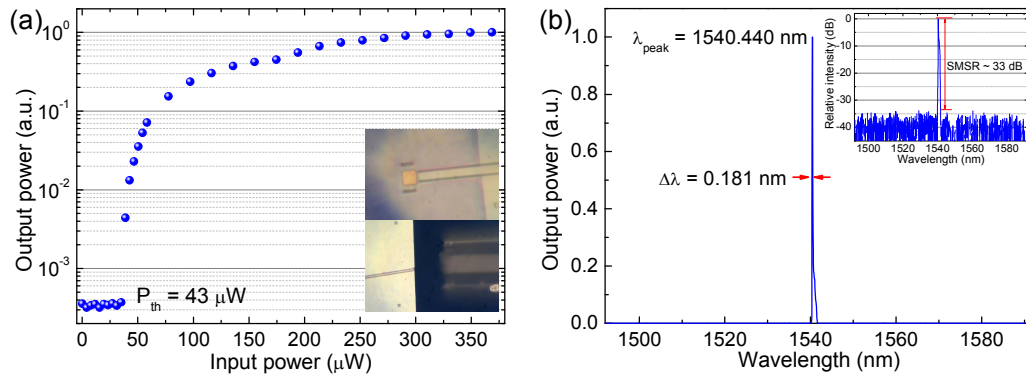 (a)
10⁰
10⁻¹
10⁻²
10⁻³
Output power (a.u.)
P_th = 43 μW
0 50 100 150 200 250 300 350
Input power (μW)
(b)
1.0
0.8
0.6
0.4
0.2
0.0
Output power (a.u.)
λ_peak = 1540.440 nm
Δλ = 0.181 nm
1500 1520 1540 1560 1580
Wavelength (nm)
0
-10
-20
-30
-40
Relative intensity (dB)
SMSR ~ 33 dB
1500 1520 1540 1560 1580
Wavelength (nm)